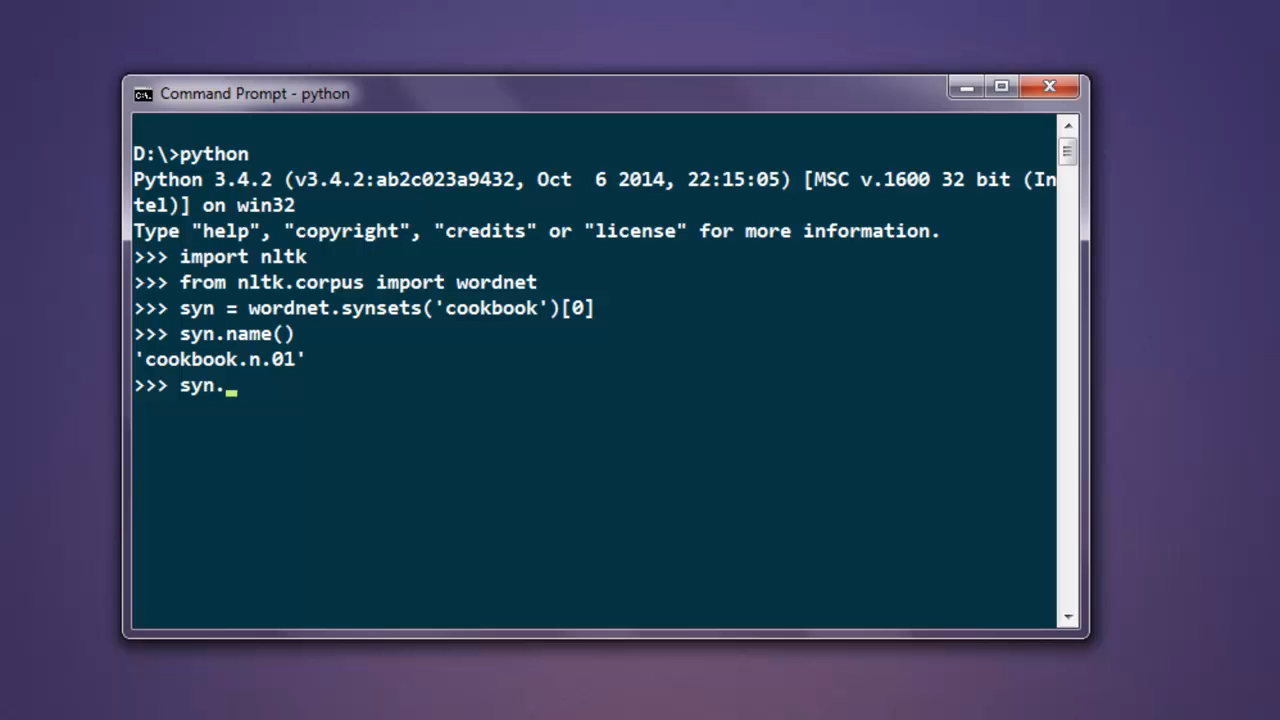 Command Prompt - python
D:\>python
Python 3.4.2 (v3.4.2:ab2c023a9432, Oct  6 2014, 22:15:05) [MSC v.1600 32 bit (In
tel)] on win32
Type "help", "copyright", "credits" or "license" for more information.
>>> import nltk
>>> from nltk.corpus import wordnet
>>> syn = wordnet.synsets('cookbook')[0]
>>> syn.name()
'cookbook.n.01'
>>> syn.